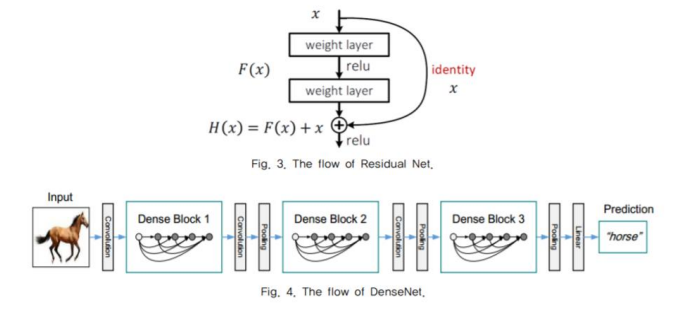 x
weight layer
F(x)
relu
identity
x
weight layer
H(x) = F(x) + x
relu
Fig. 3. The flow of Residual Net.
Input
Prediction
Convolution
Dense Block 1
Convolution
Pooling
Dense Block 2
Convolution
Pooling
Dense Block 3
Pooling
Linear
"horse"
Fig. 4. The flow of DenseNet.